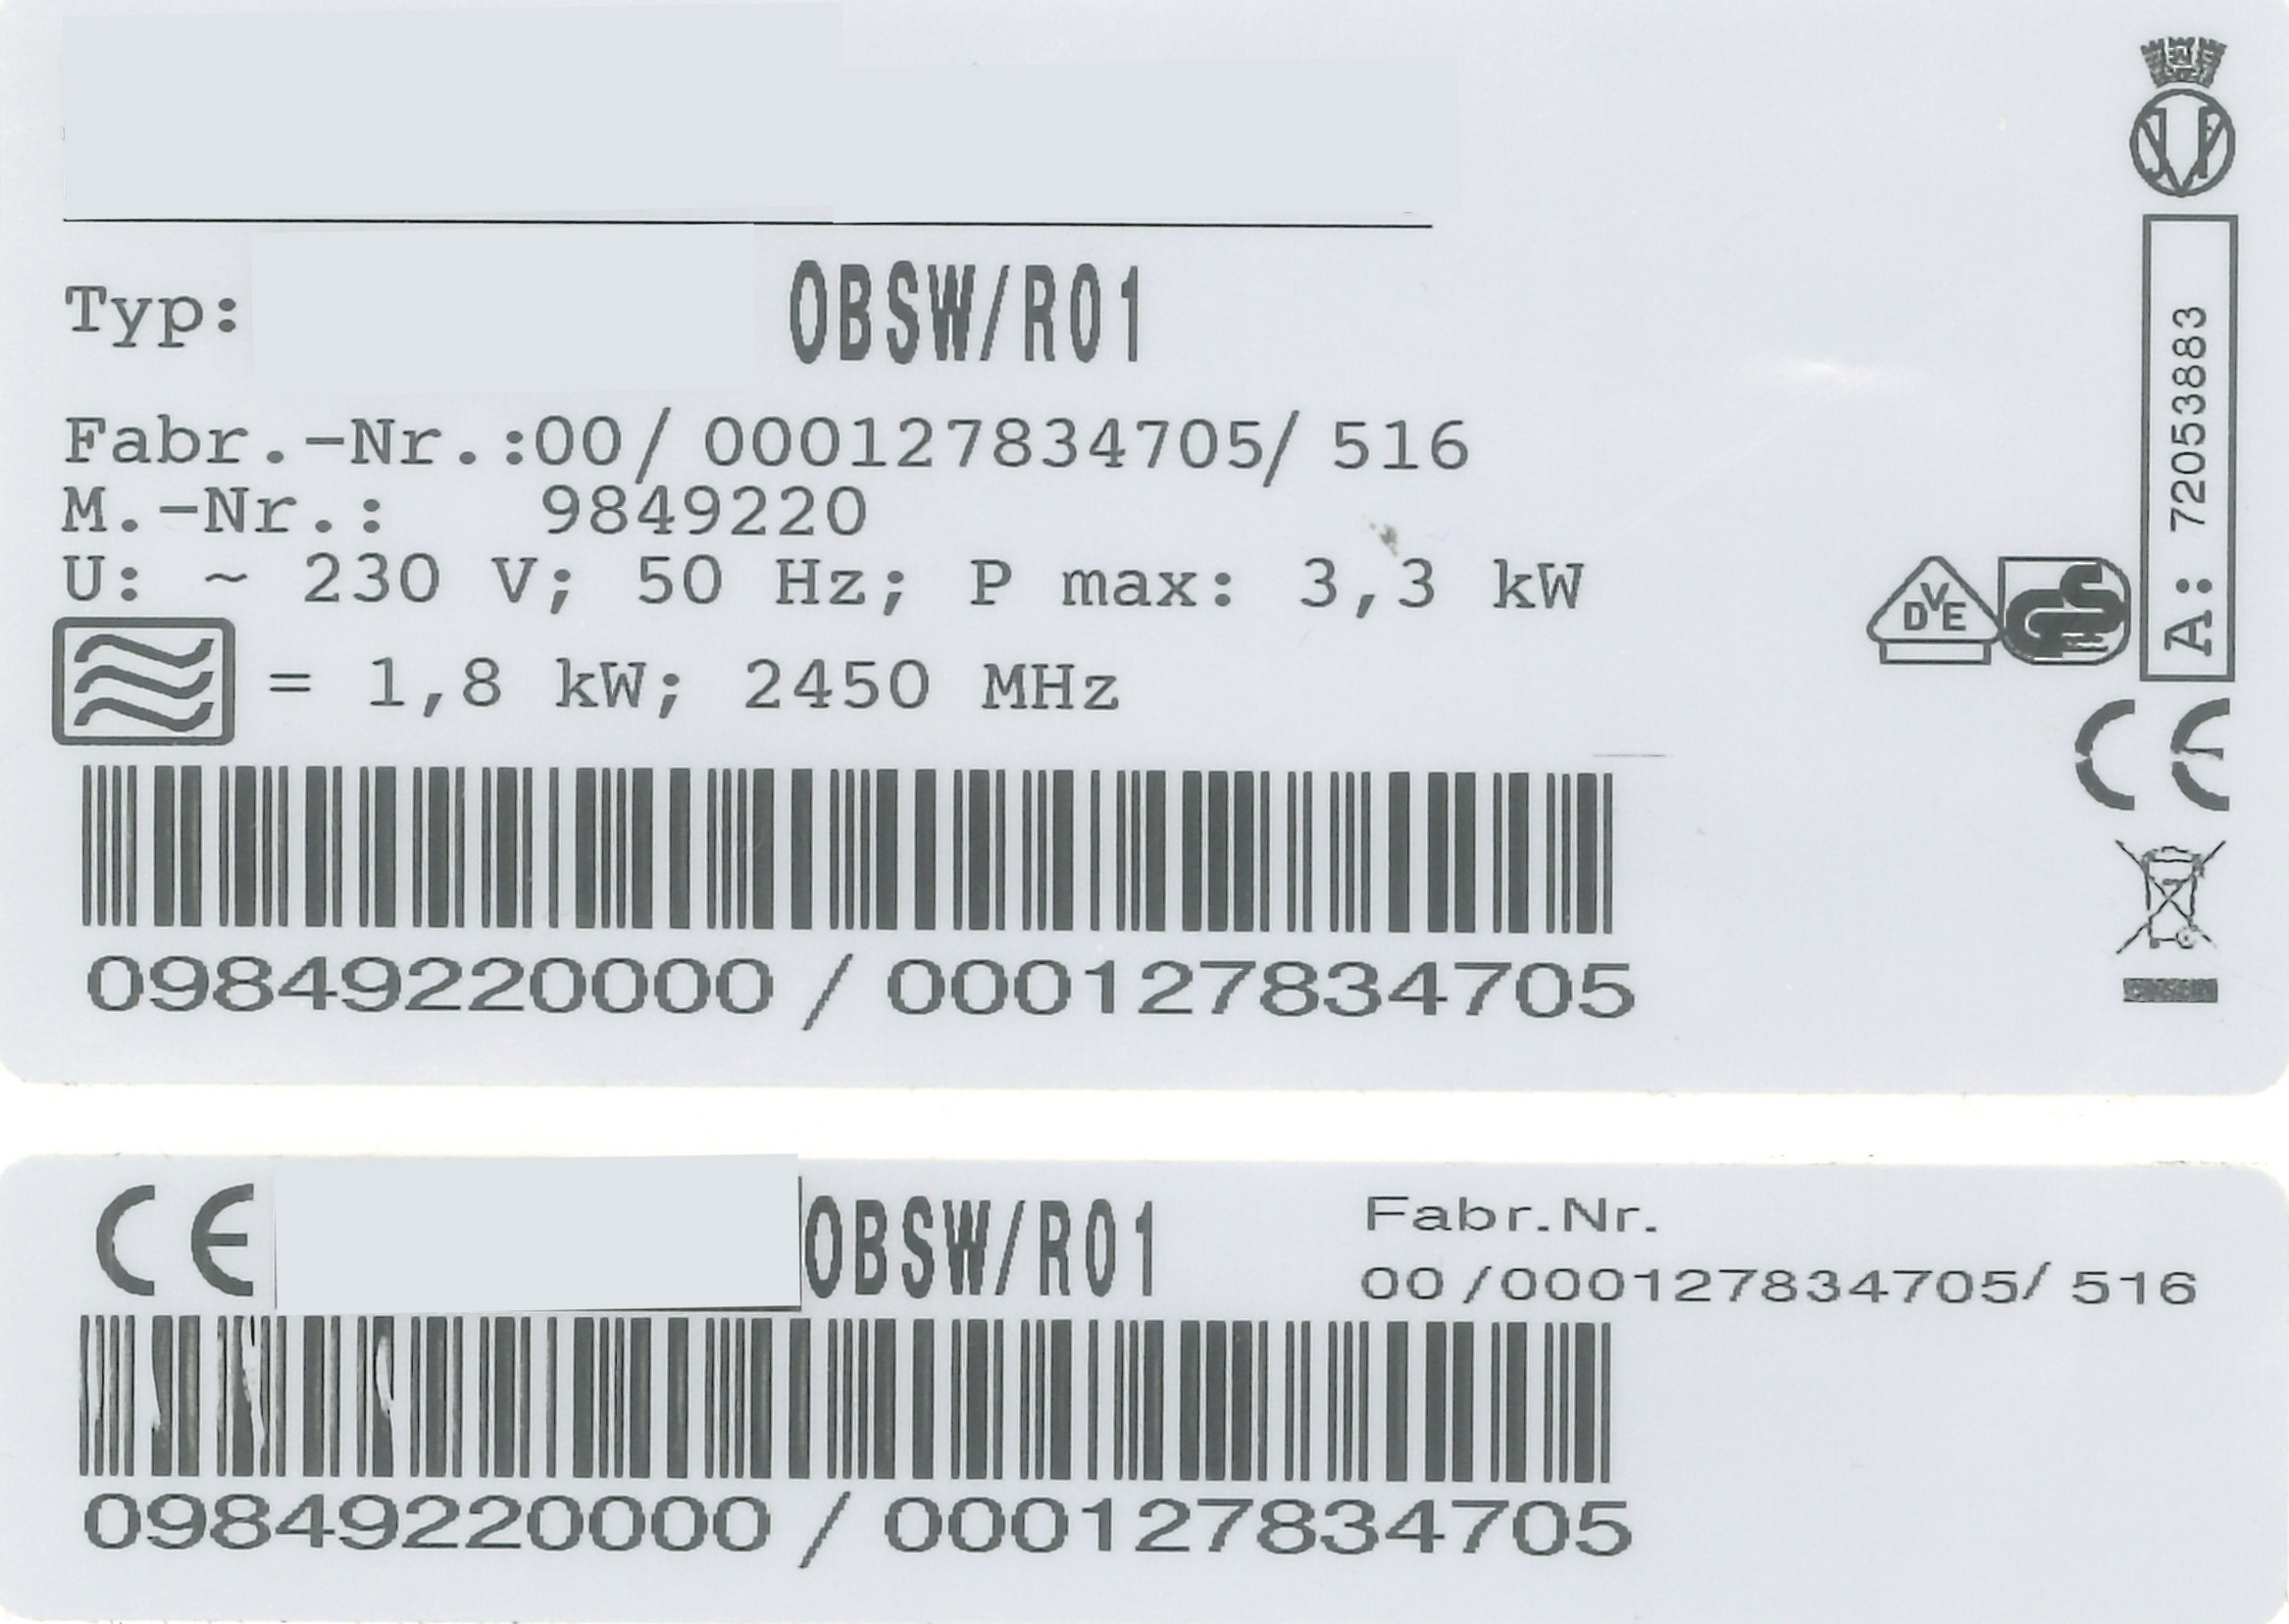 Typ: OBSW/R01
Fabr.-Nr.:00/ 000127834705/ 516
M.-Nr.: 9849220
U: ~ 230 V; 50 Hz; P max: 3,3 kW
= 1,8 kW; 2450 MHz
09849220000 / 000127834705
A: 72053883
DVE
GS
CE
CE OBSW/R01
Fabr.Nr.
00 /000127834705/ 516
09849220000 / 000127834705